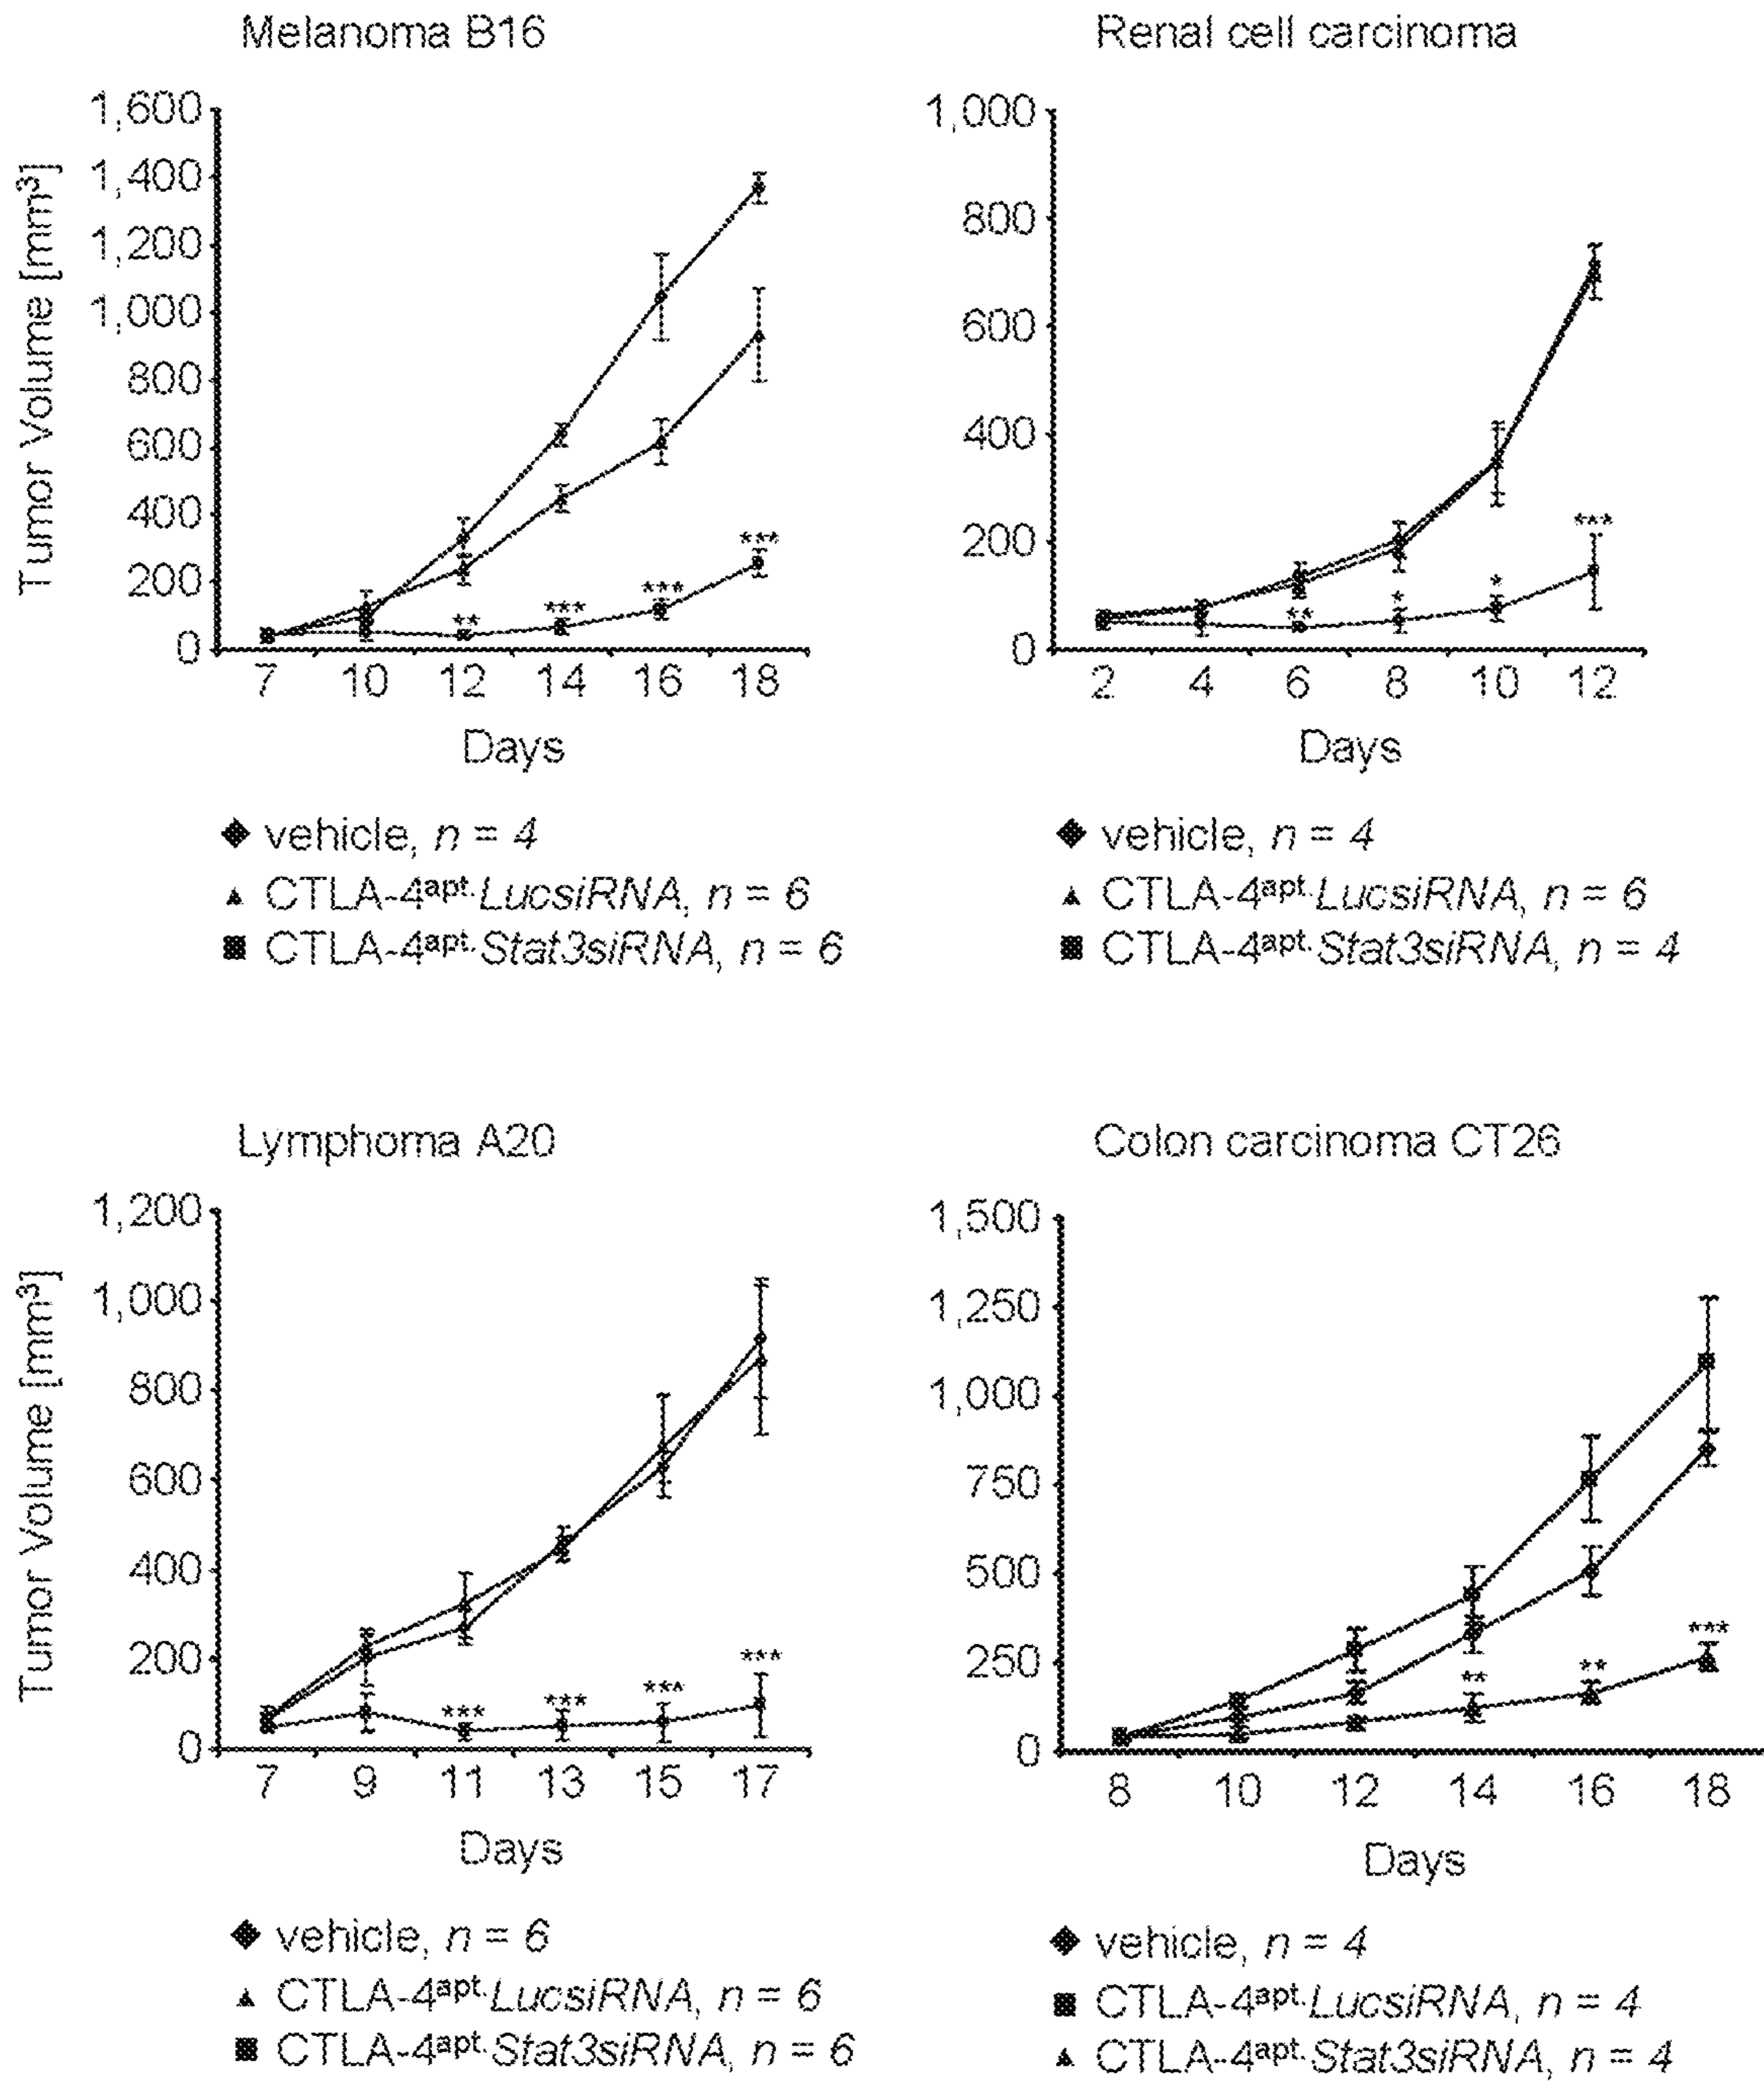 Melanoma B16
Tumor Volume [mm³]
1,600
1,400
1,200
1,000
800
600
400
200
0
** *** *** ***
7 10 12 14 16 18
Days
◆ vehicle, n = 4
▲ CTLA-4apt-LucsiRNA, n = 6
■ CTLA-4apt-Stat3siRNA, n = 6
Renal cell carcinoma
1,000
800
600
400
200
0
** * * ***
2 4 6 8 10 12
Days
◆ vehicle, n = 4
▲ CTLA-4apt-LucsiRNA, n = 6
■ CTLA-4apt-Stat3siRNA, n = 4
Lymphoma A20
Tumor Volume [mm³]
1,200
1,000
800
600
400
200
0
*** *** *** ***
7 9 11 13 15 17
Days
◆ vehicle, n = 6
▲ CTLA-4apt-LucsiRNA, n = 6
■ CTLA-4apt-Stat3siRNA, n = 6
Colon carcinoma CT26
1,500
1,250
1,000
750
500
250
0
** ** ***
8 10 12 14 16 18
Days
◆ vehicle, n = 4
■ CTLA-4apt-LucsiRNA, n = 4
▲ CTLA-4apt-Stat3siRNA, n = 4